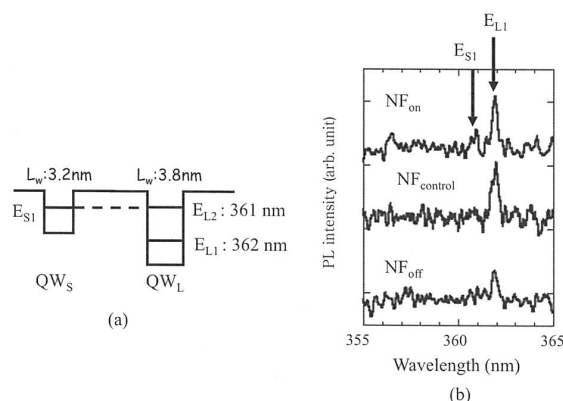 L_w:3.2nm L_w:3.8nm
E_S1
E_L2 : 361 nm
E_L1 : 362 nm
QW_S QW_L
(a)
E_L1
E_S1
NF_on
NF_control
NF_off
PL intensity (arb. unit)
355 360 365
Wavelength (nm)
(b)